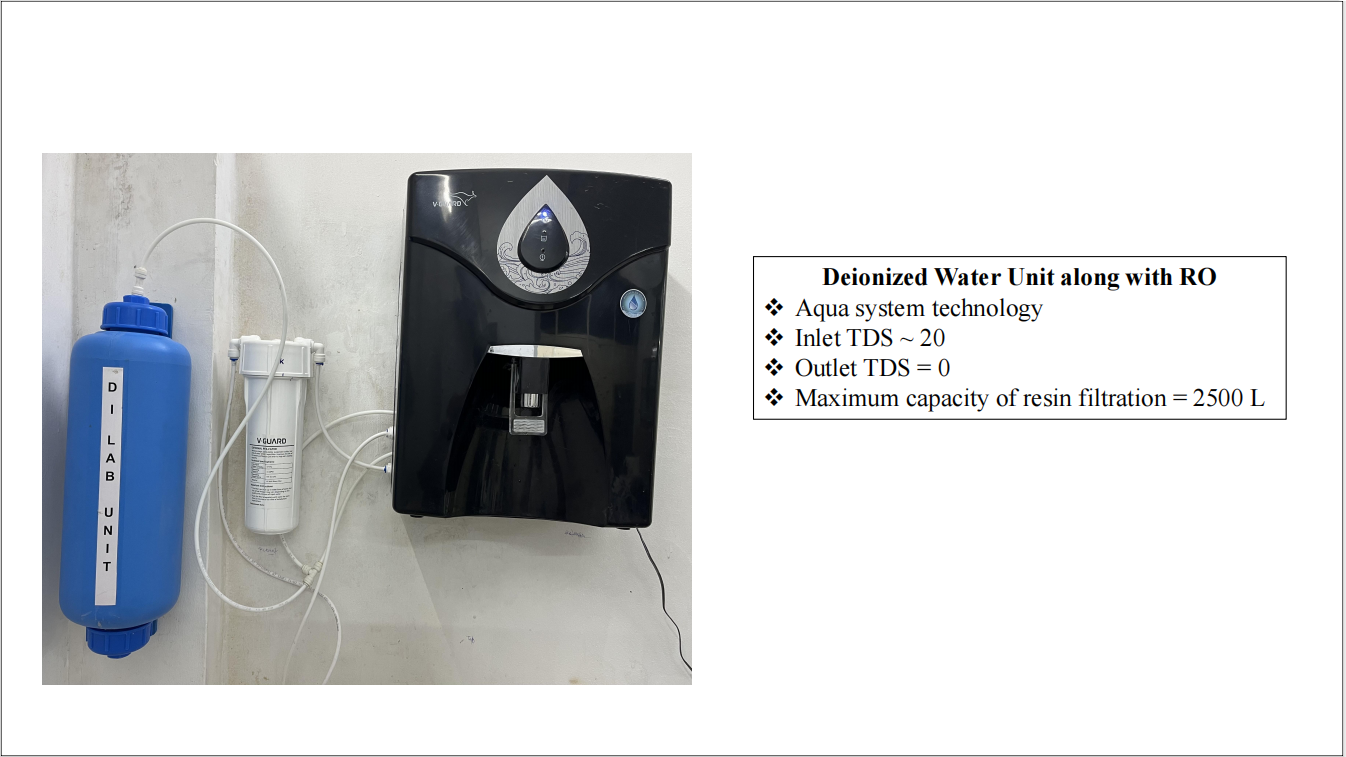 V-GUARD
DI LAB UNIT
V-GUARD
Deionized Water Unit along with RO
❖ Aqua system technology
❖ Inlet TDS ~ 20
❖ Outlet TDS = 0
❖ Maximum capacity of resin filtration = 2500 L